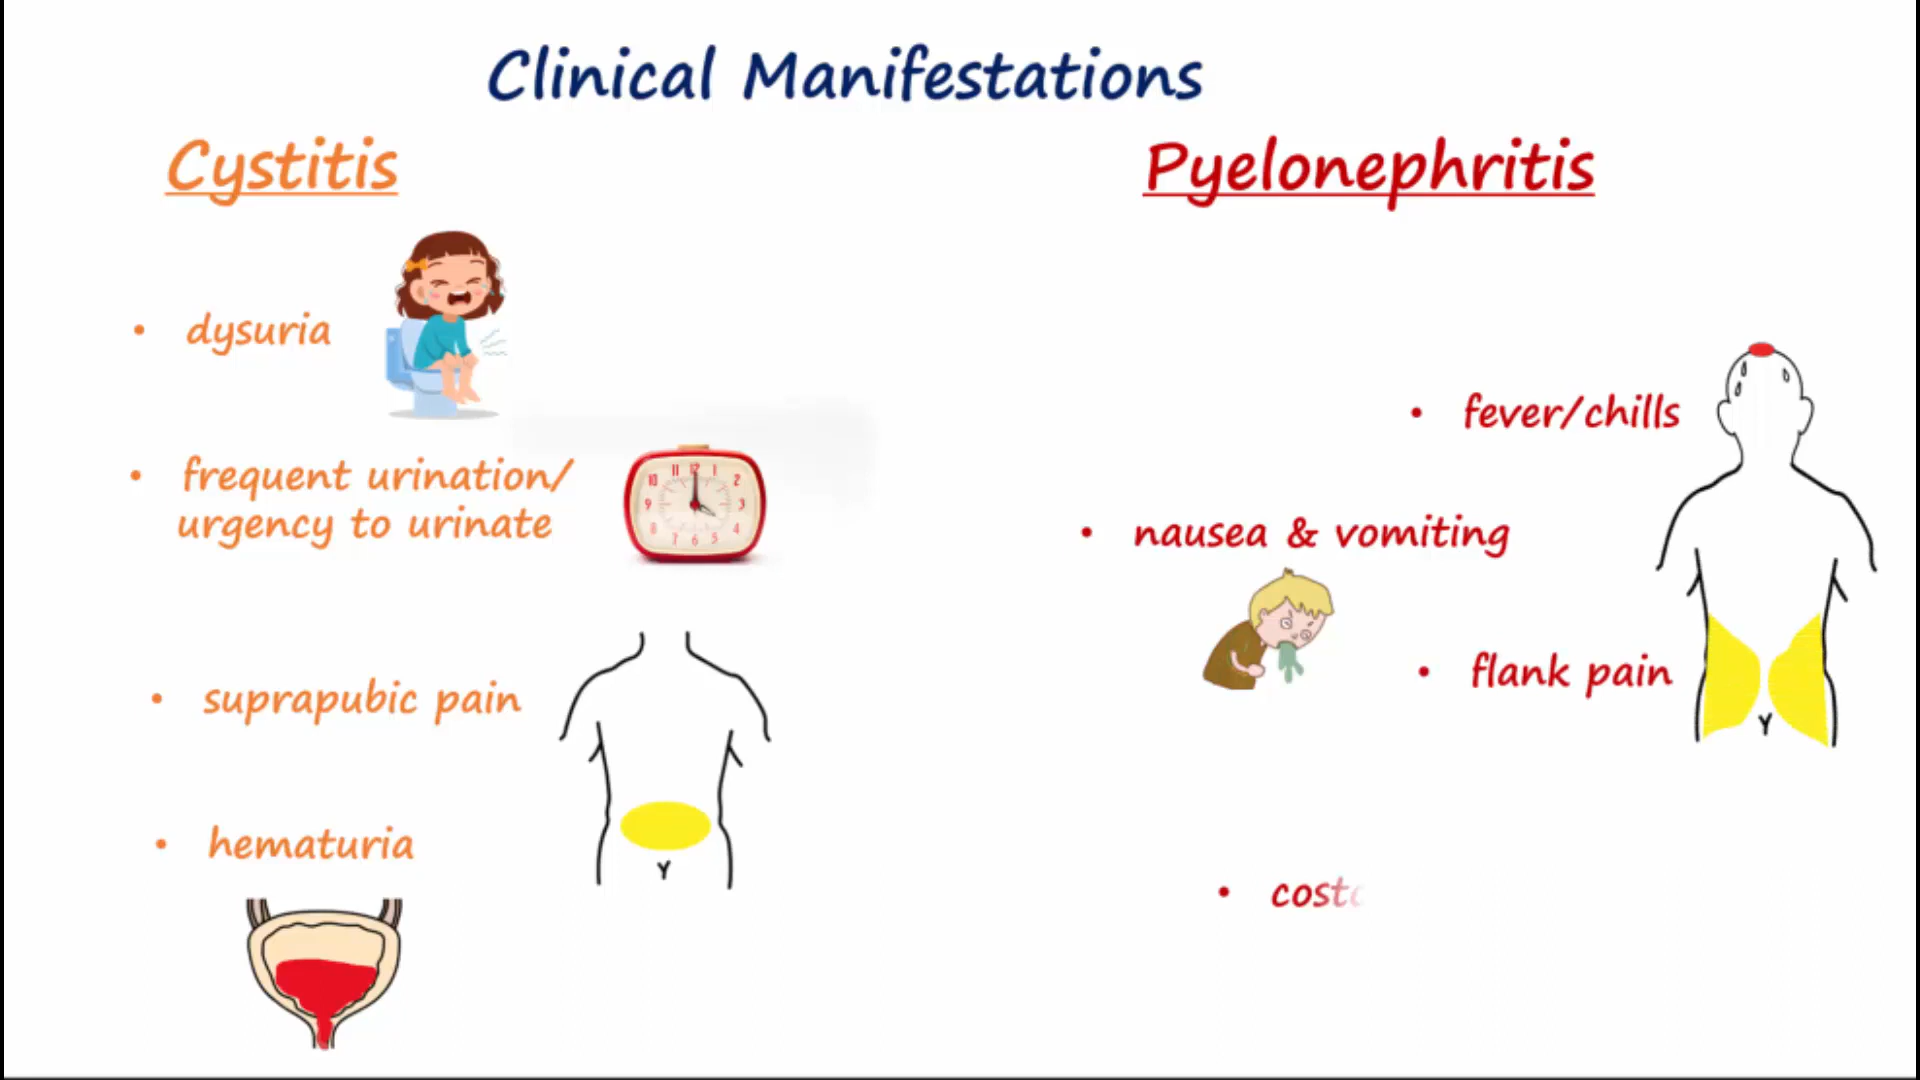 Clinical Manifestations
Cystitis
Pyelonephritis
• dysuria
• frequent urination/
urgency to urinate
• suprapubic pain
• hematuria
• fever/chills
• nausea & vomiting
• flank pain
• cost